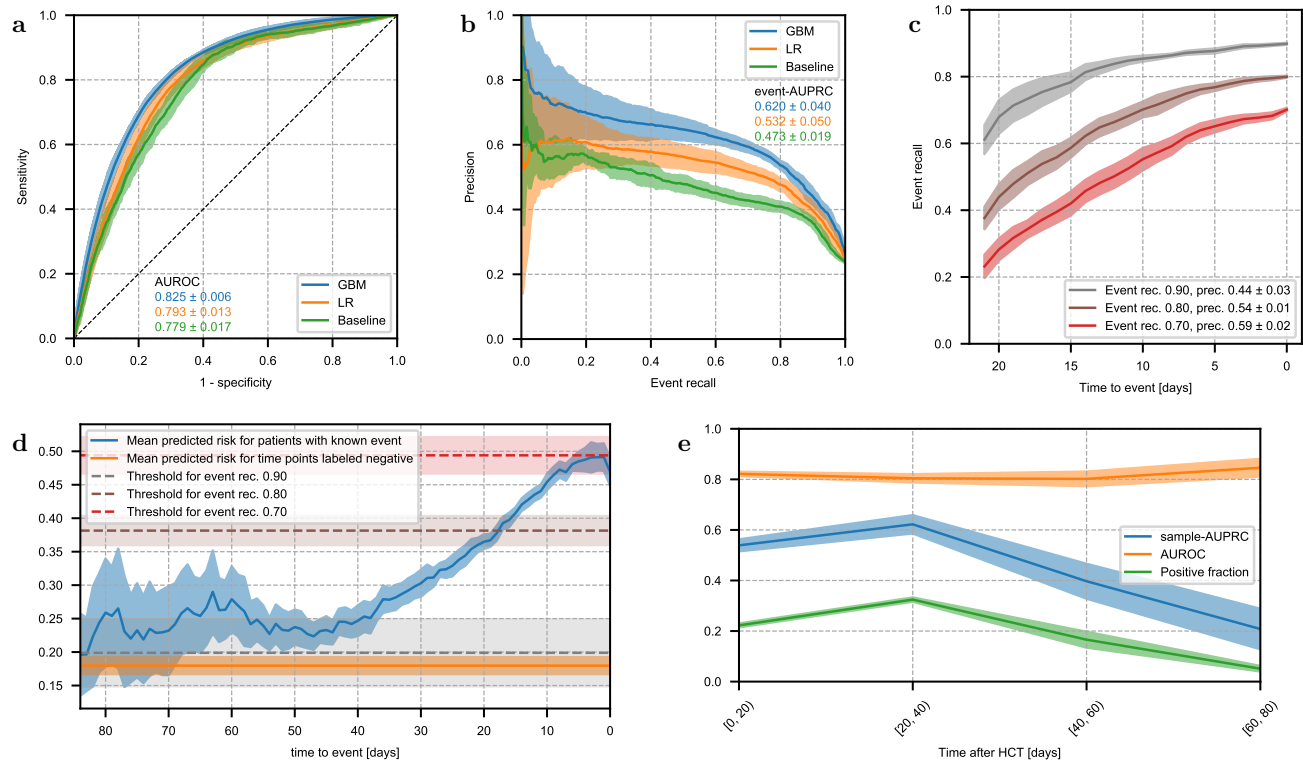 a
1.0
0.8
0.6
0.4
0.2
0.0
Sensitivity
AUROC
0.825 ± 0.006
0.793 ± 0.013
0.779 ± 0.017
GBM
LR
Baseline
0.0 0.2 0.4 0.6 0.8 1.0
1 - specificity
b
1.0
0.8
0.6
0.4
0.2
0.0
Precision
GBM
LR
Baseline
event-AUPRC
0.620 ± 0.040
0.532 ± 0.050
0.473 ± 0.019
0.0 0.2 0.4 0.6 0.8 1.0
Event recall
c
1.0
0.8
0.6
0.4
0.2
0.0
Event recall
Event rec. 0.90, prec. 0.44 ± 0.03
Event rec. 0.80, prec. 0.54 ± 0.01
Event rec. 0.70, prec. 0.59 ± 0.02
20 15 10 5 0
Time to event [days]
d
0.50
0.45
0.40
0.35
0.30
0.25
0.20
0.15
Mean predicted risk for patients with known event
Mean predicted risk for time points labeled negative
Threshold for event rec. 0.90
Threshold for event rec. 0.80
Threshold for event rec. 0.70
80 70 60 50 40 30 20 10 0
time to event [days]
e
1.0
0.8
0.6
0.4
0.2
0.0
sample-AUPRC
AUROC
Positive fraction
[0, 20) [20, 40) [40, 60) [60, 80)
Time after HCT [days]